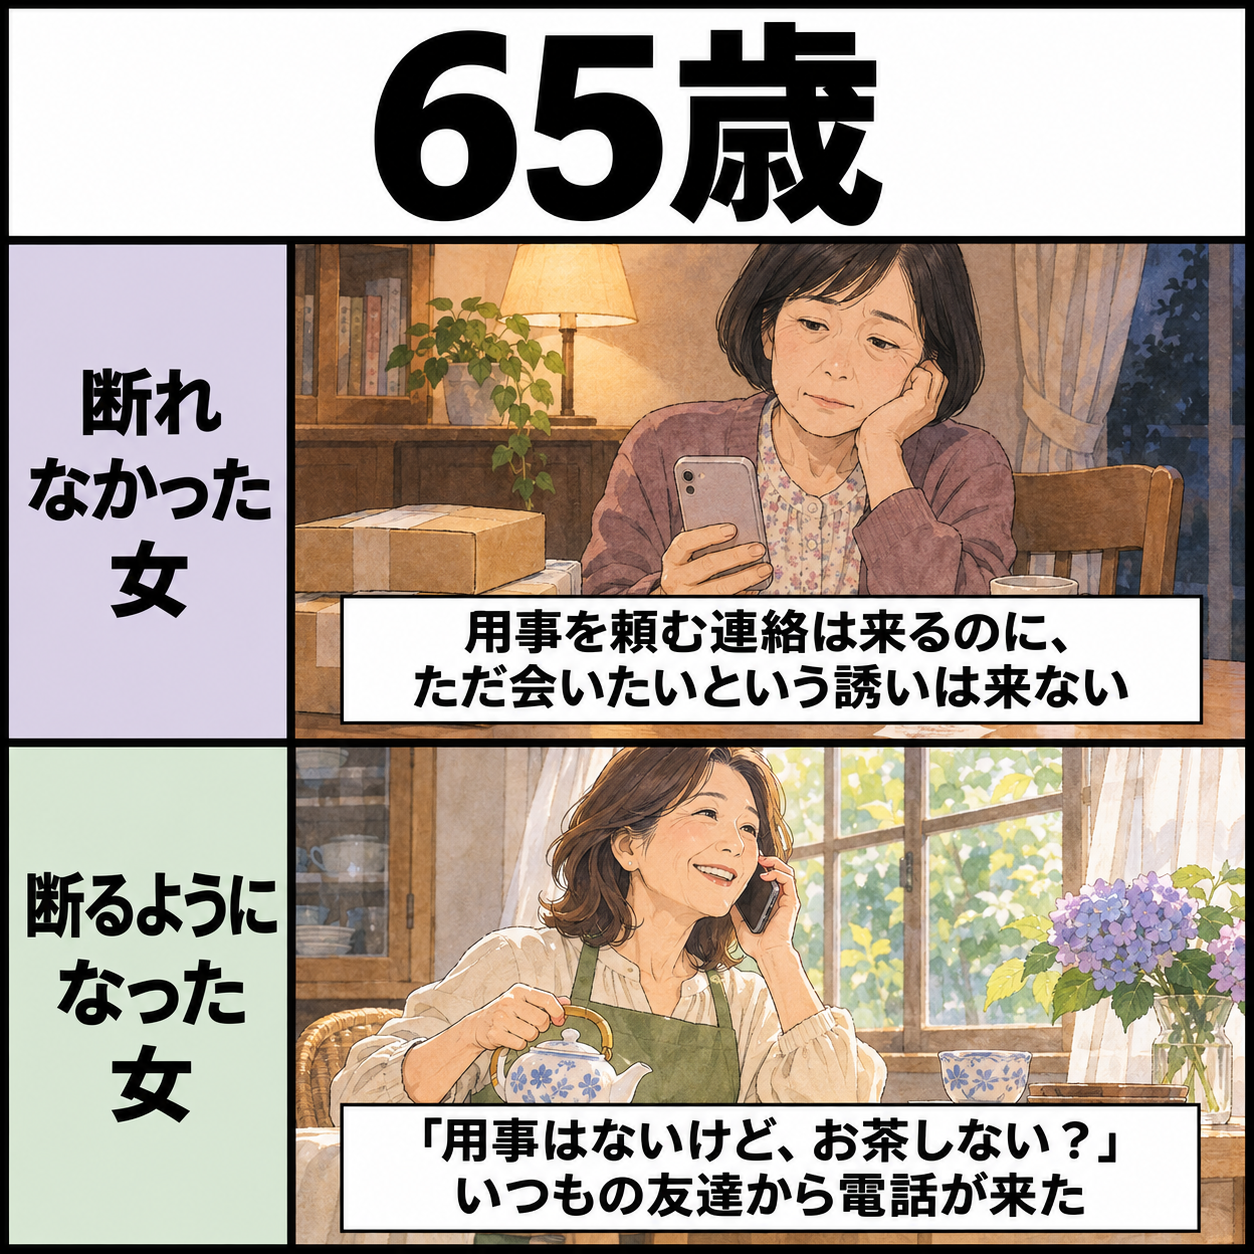 65歳
断れ
なかった
女
用事を頼む連絡は来るのに、
ただ会いたいという誘いは来ない
断るように
なった
女
「用事はないけど、お茶しない？」
いつもの友達から電話が来た